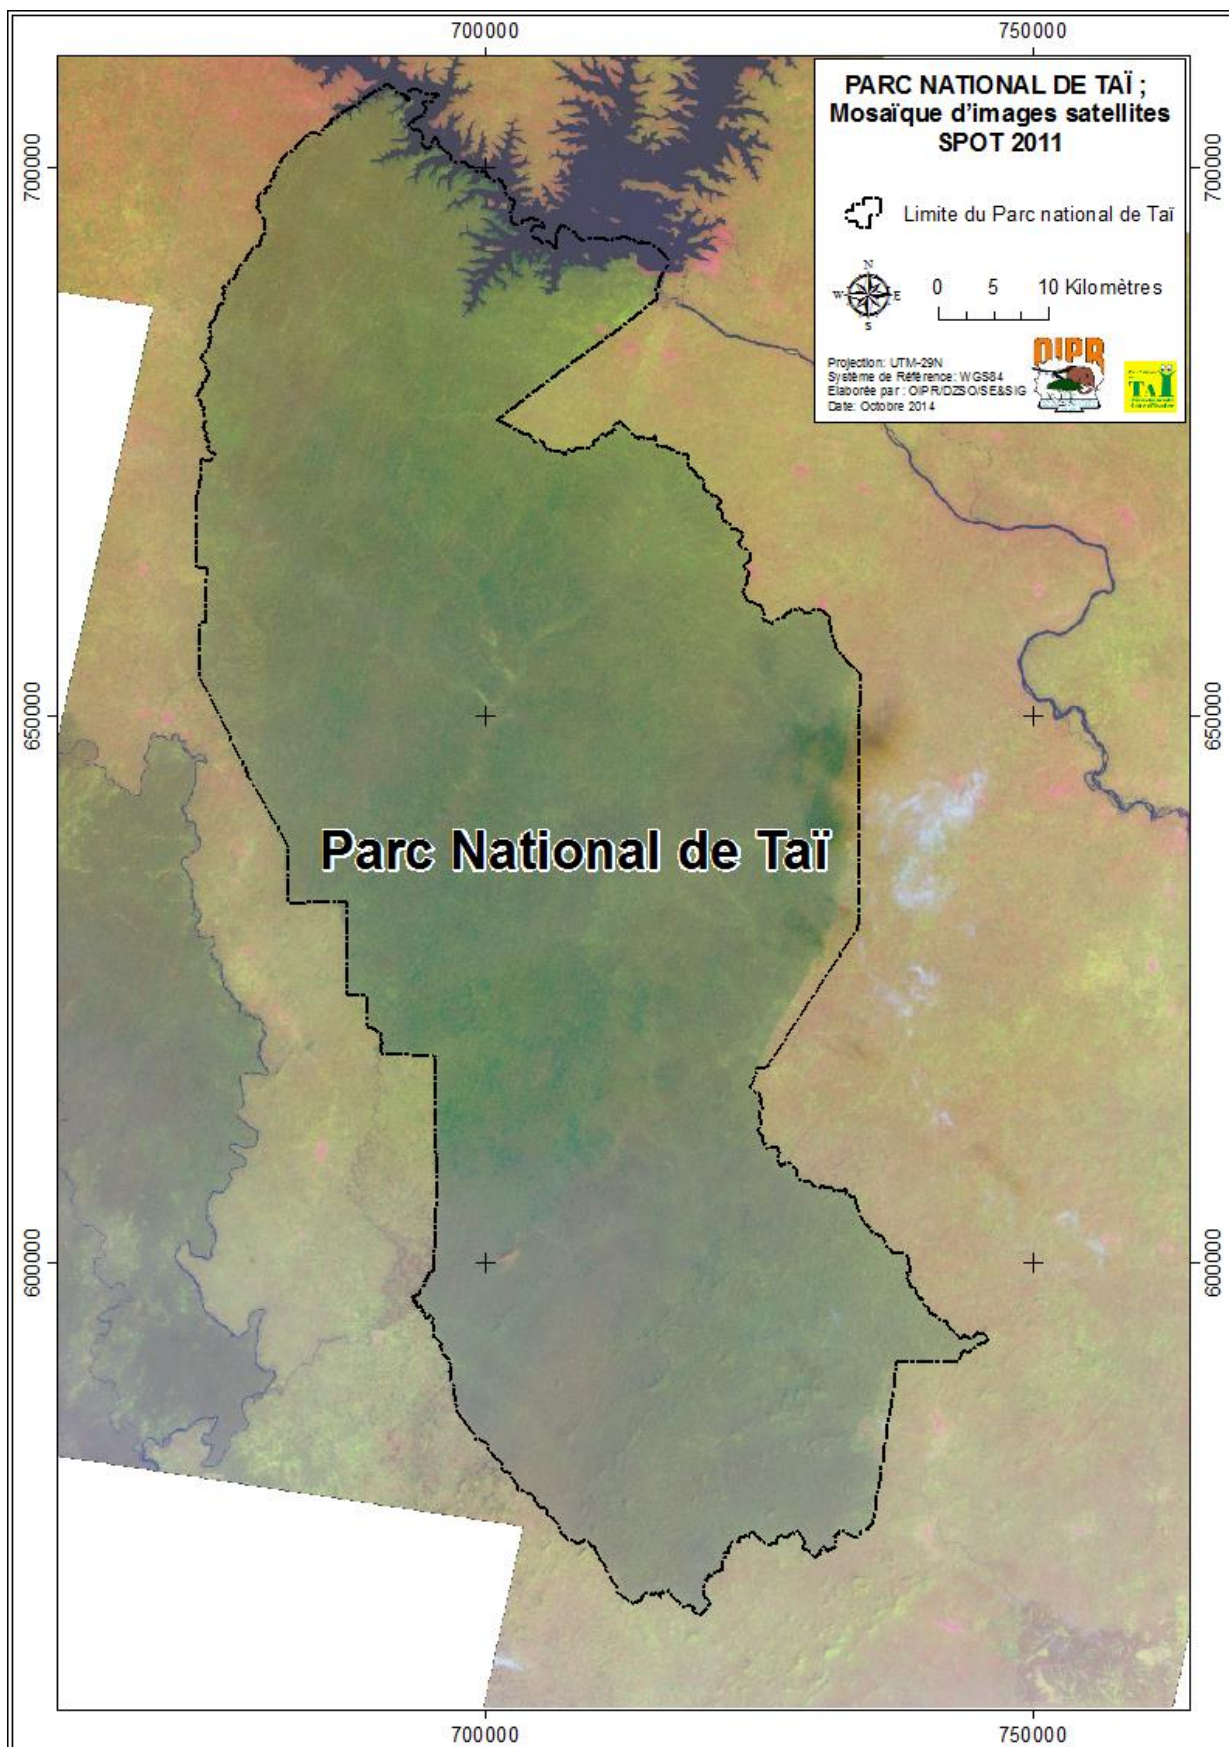 700000
750000
PARC NATIONAL DE TAÏ ;
Mosaïque d'images satellites
SPOT 2011
Limite du Parc national de Taï
N
W
E
S
0 5 10 Kilomètres
Projection: UTM-29N
Système de Référence: WGS84
Elaborée par : OIPR/DZSO/SE&SIG
Date: Octobre 2014
OIPR
TAÏ
700000
700000
650000
650000
Parc National de Taï
600000
600000
700000
750000